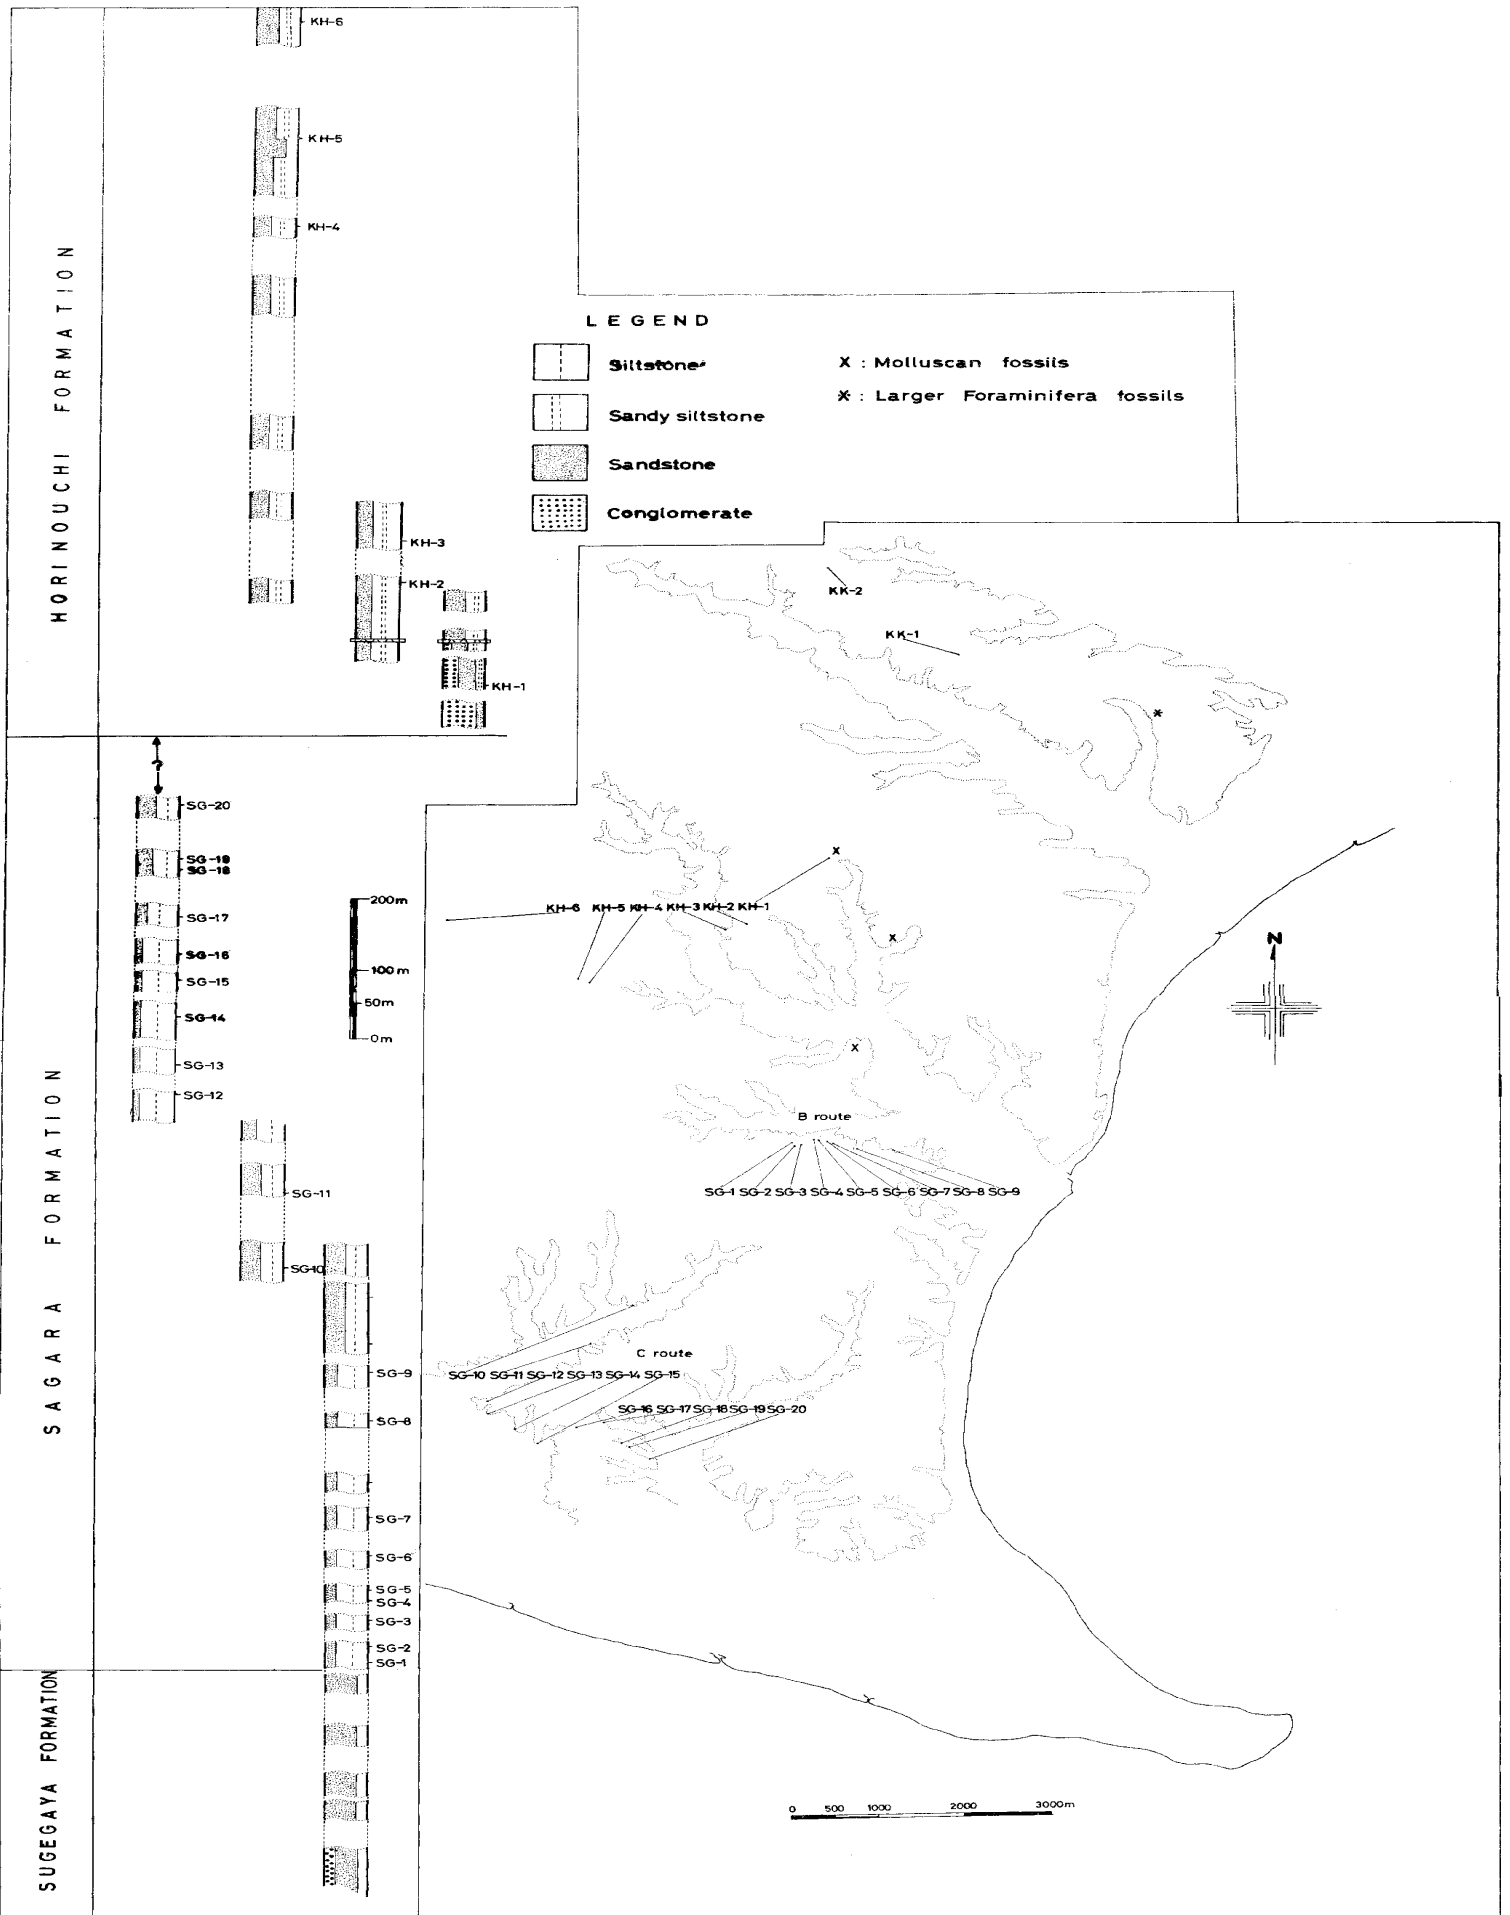 KH-6
KH-5
KH-4
KH-3
KH-2
KH-1
HORINOUCHI FORMATION
LEGEND
Siltstone
Sandy siltstone
Sandstone
Conglomerate
X : Molluscan fossils
* : Larger Foraminifera fossils
?
SG-20
SG-19
SG-18
SG-17
SG-16
SG-15
SG-14
SG-13
SG-12
SG-11
SG-10
SG-9
SG-8
SG-7
SG-6
SG-5
SG-4
SG-3
SG-2
SG-1
SAGARA FORMATION
SUGEGAYA FORMATION
200m
100m
50m
0m
KK-2
KK-1
*
X
KH-6 KH-5 KH-4 KH-3 KH-2 KH-1
X
N
X
B route
SG-1 SG-2 SG-3 SG-4 SG-5 SG-6 SG-7 SG-8 SG-9
C route
SG-10 SG-11 SG-12 SG-13 SG-14 SG-15
SG-16 SG-17 SG-18 SG-19 SG-20
0 500 1000 2000 3000m